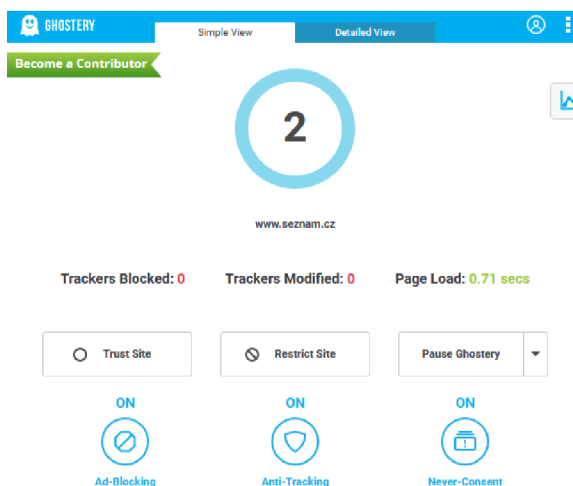 GHOSTERY
Simple View
Detailed View
Become a Contributor
2
www.seznam.cz
Trackers Blocked: 0
Trackers Modified: 0
Page Load: 0.71 secs
Trust Site
Restrict Site
Pause Ghostery
ON
ON
ON
Ad-Blocking
Anti-Tracking
Never-Consent